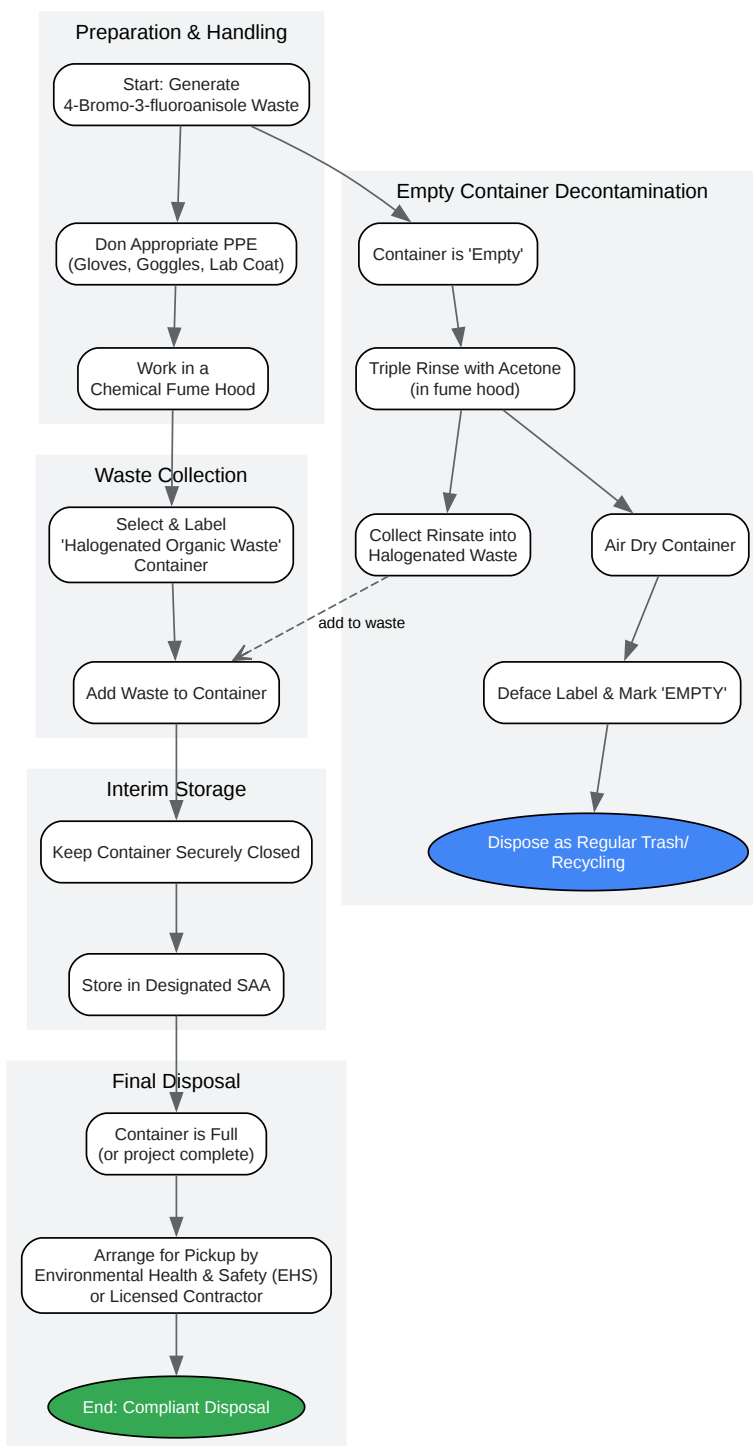 Preparation & Handling
Start: Generate
4-Bromo-3-fluoroanisole Waste
Don Appropriate PPE
(Gloves, Goggles, Lab Coat)
Work in a
Chemical Fume Hood
Waste Collection
Select & Label
'Halogenated Organic Waste'
Container
Add Waste to Container
Interim Storage
Keep Container Securely Closed
Store in Designated SAA
Final Disposal
Container is Full
(or project complete)
Arrange for Pickup by
Environmental Health & Safety (EHS)
or Licensed Contractor
End: Compliant Disposal
Empty Container Decontamination
Container is 'Empty'
Triple Rinse with Acetone
(in fume hood)
Collect Rinsate into
Halogenated Waste
add to waste
Air Dry Container
Deface Label & Mark 'EMPTY'
Dispose as Regular Trash/
Recycling